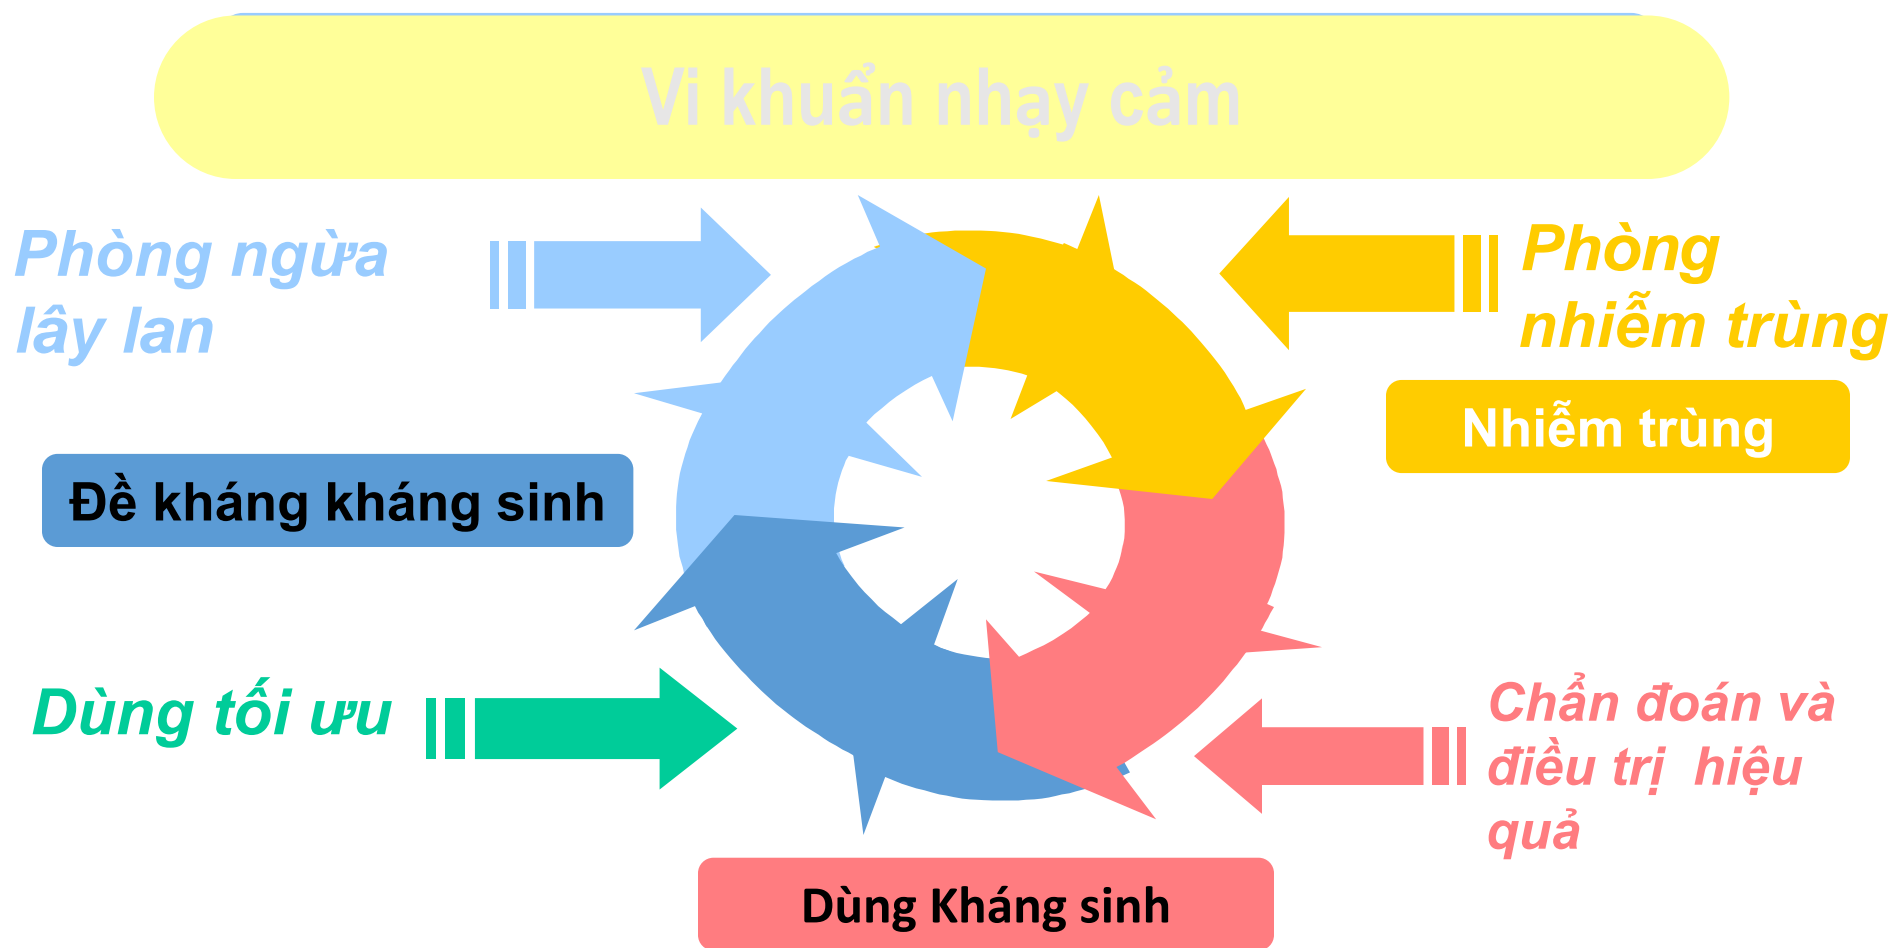 Vi khuẩn nhạy cảm
Phòng ngừa
lây lan
Phòng
nhiễm trùng
Nhiễm trùng
Đề kháng kháng sinh
Dùng tối ưu
Chẩn đoán và
điều trị hiệu
quả
Dùng Kháng sinh